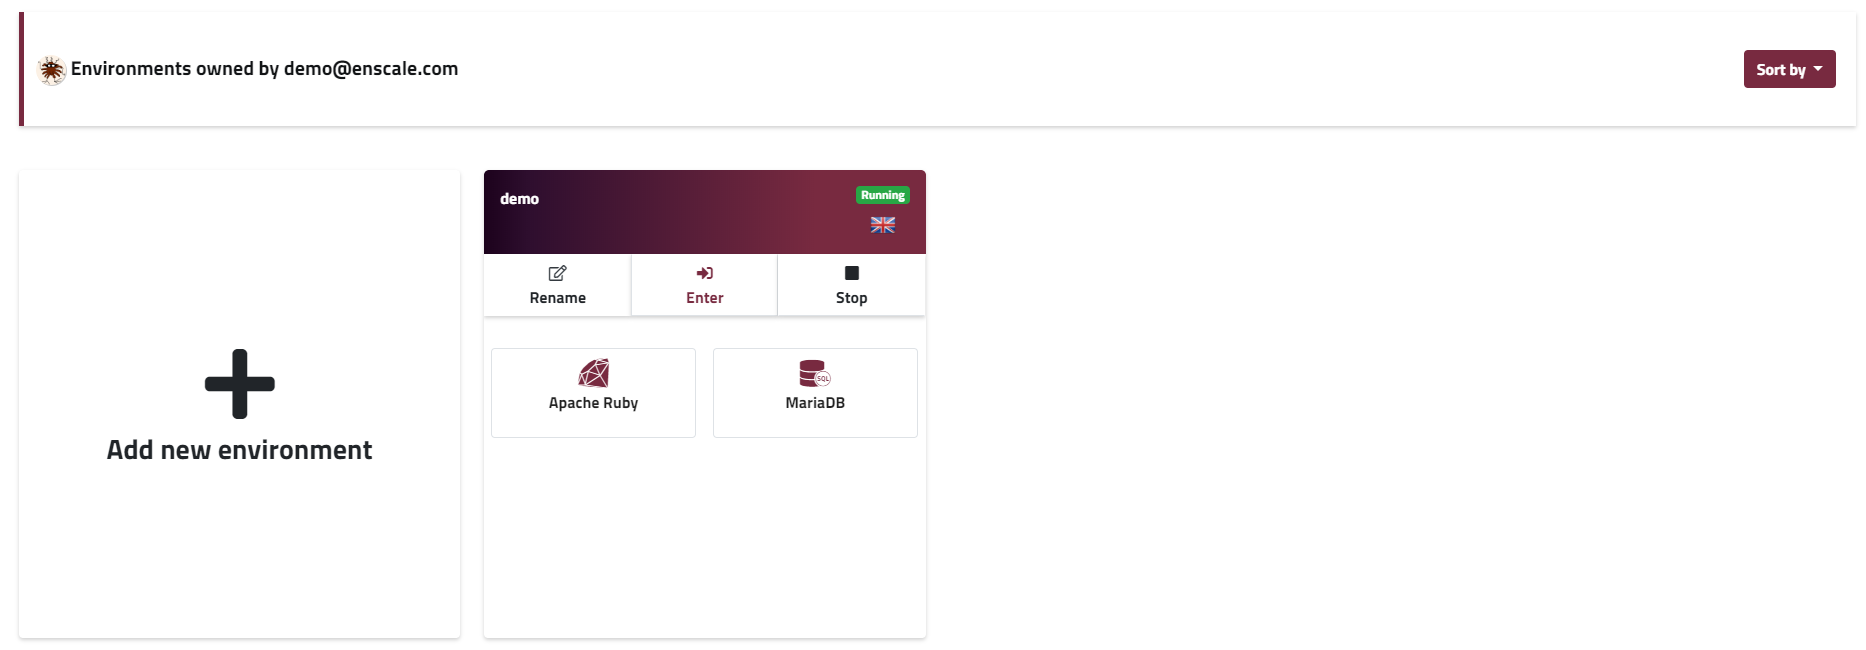 Environments owned by demo@enscale.com
Sort by
Add new environment
demo
Running
Rename
Enter
Stop
Apache Ruby
SQL
MariaDB